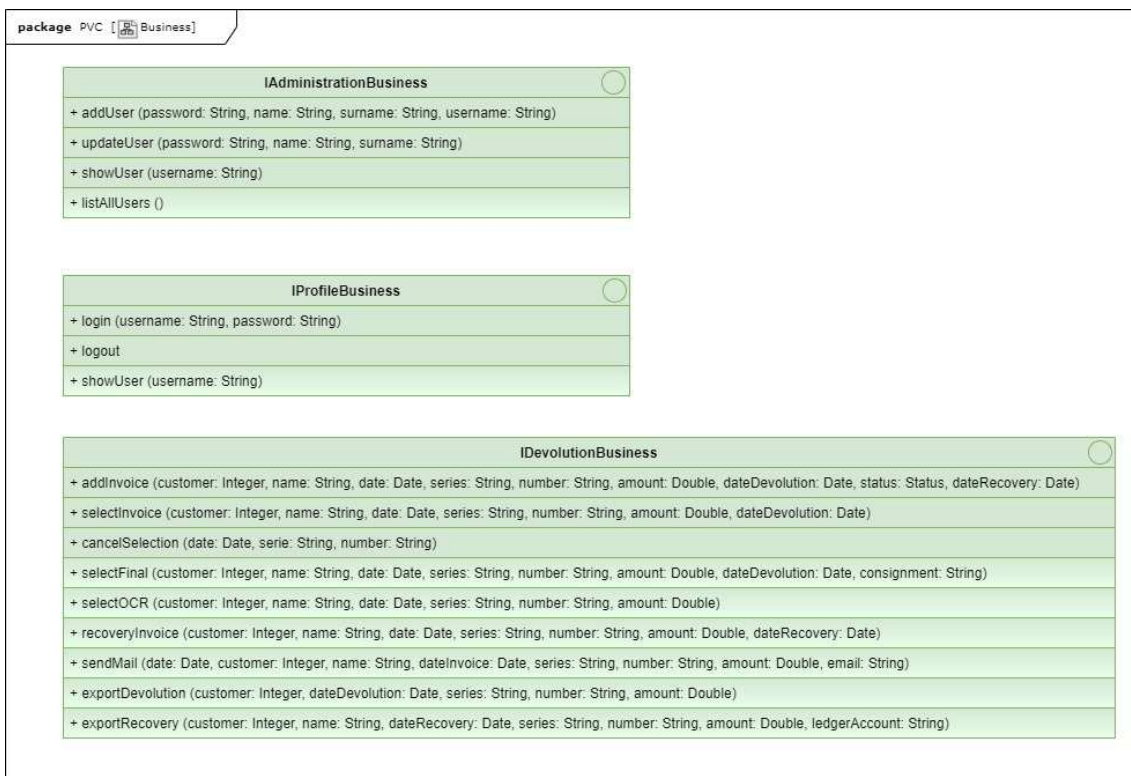 package PVC [ Business]
IAdministrationBusiness
+ addUser (password: String, name: String, surname: String, username: String)
+ updateUser (password: String, name: String, surname: String)
+ showUser (username: String)
+ listAllUsers ()
IProfileBusiness
+ login (username: String, password: String)
+ logout
+ showUser (username: String)
IDevolutionBusiness
+ addInvoice (customer: Integer, name: String, date: Date, series: String, number: String, amount: Double, dateDevolution: Date, status: Status, dateRecovery: Date)
+ selectInvoice (customer: Integer, name: String, date: Date, series: String, number: String, amount: Double, dateDevolution: Date)
+ cancelSelection (date: Date, serie: String, number: String)
+ selectFinal (customer: Integer, name: String, date: Date, series: String, number: String, amount: Double, dateDevolution: Date, consignment: String)
+ selectOCR (customer: Integer, name: String, date: Date, series: String, number: String, amount: Double)
+ recoveryInvoice (customer: Integer, name: String, date: Date, series: String, number: String, amount: Double, dateRecovery: Date)
+ sendMail (date: Date, customer: Integer, name: String, dateInvoice: Date, series: String, number: String, amount: Double, email: String)
+ exportDevolution (customer: Integer, dateDevolution: Date, series: String, number: String, amount: Double)
+ exportRecovery (customer: Integer, name: String, dateRecovery: Date, series: String, number: String, amount: Double, ledgerAccount: String)